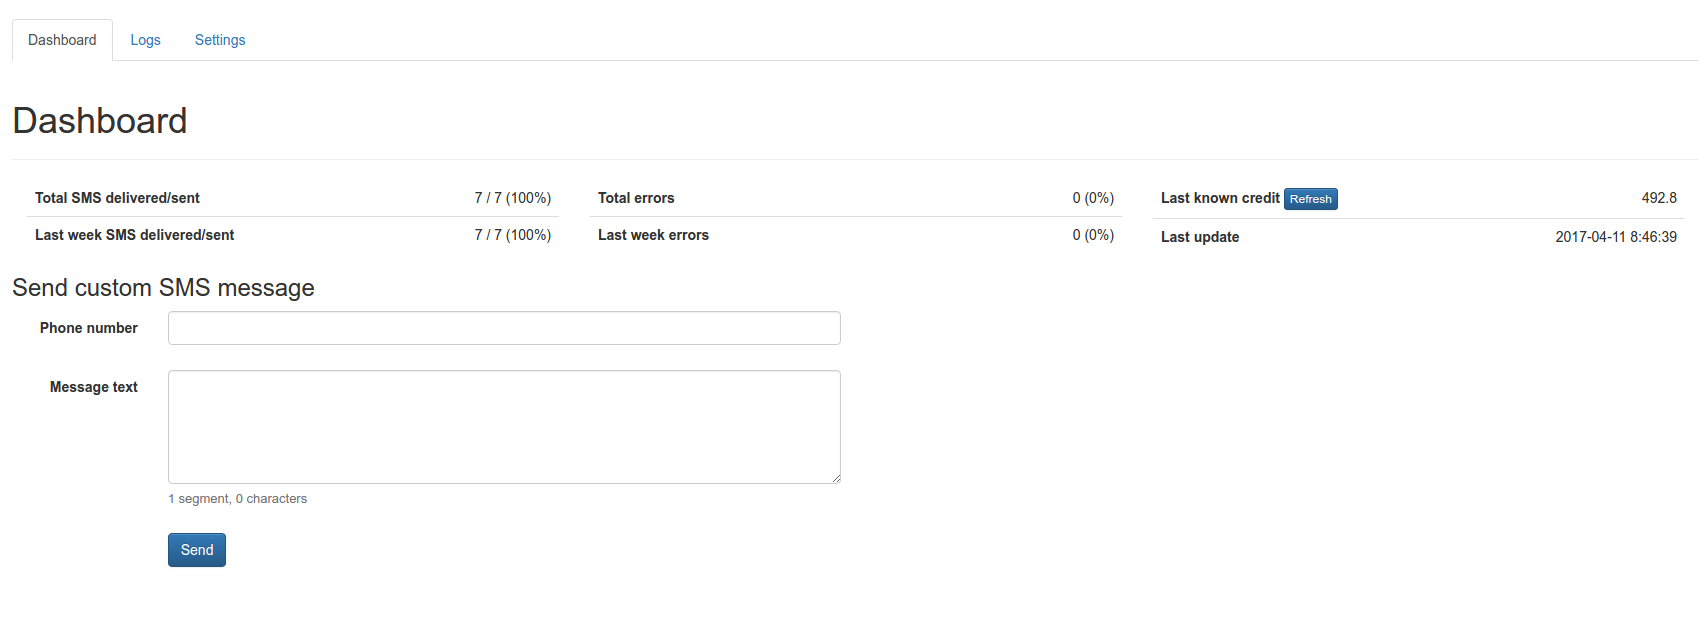 Dashboard Logs Settings
Dashboard
Total SMS delivered/sent 7 / 7 (100%) Total errors 0 (0%) Last known credit Refresh 492.8
Last week SMS delivered/sent 7 / 7 (100%) Last week errors 0 (0%) Last update 2017-04-11 8:46:39
Send custom SMS message
Phone number
Message text
1 segment, 0 characters
Send